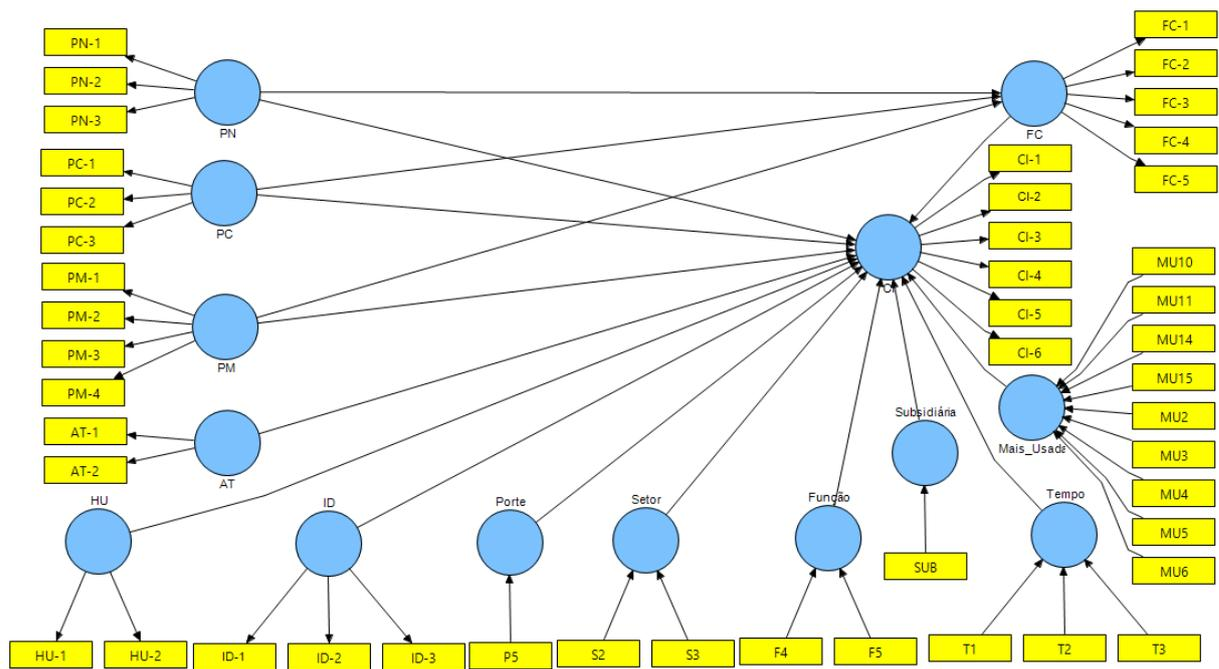 PN-1
PN-2
PN-3
PN
PC-1
PC-2
PC-3
PC
PM-1
PM-2
PM-3
PM-4
PM
AT-1
AT-2
AT
FC-1
FC-2
FC-3
FC-4
FC-5
FC
CI-1
CI-2
CI-3
CI-4
CI-5
CI-6
CI
MU10
MU11
MU14
MU15
MU2
MU3
MU4
MU5
MU6
Mais_Usada
Subsidiária
SUB
HU
HU-1
HU-2
ID
ID-1
ID-2
ID-3
Porte
P5
Setor
S2
S3
Função
F4
F5
Tempo
T1
T2
T3